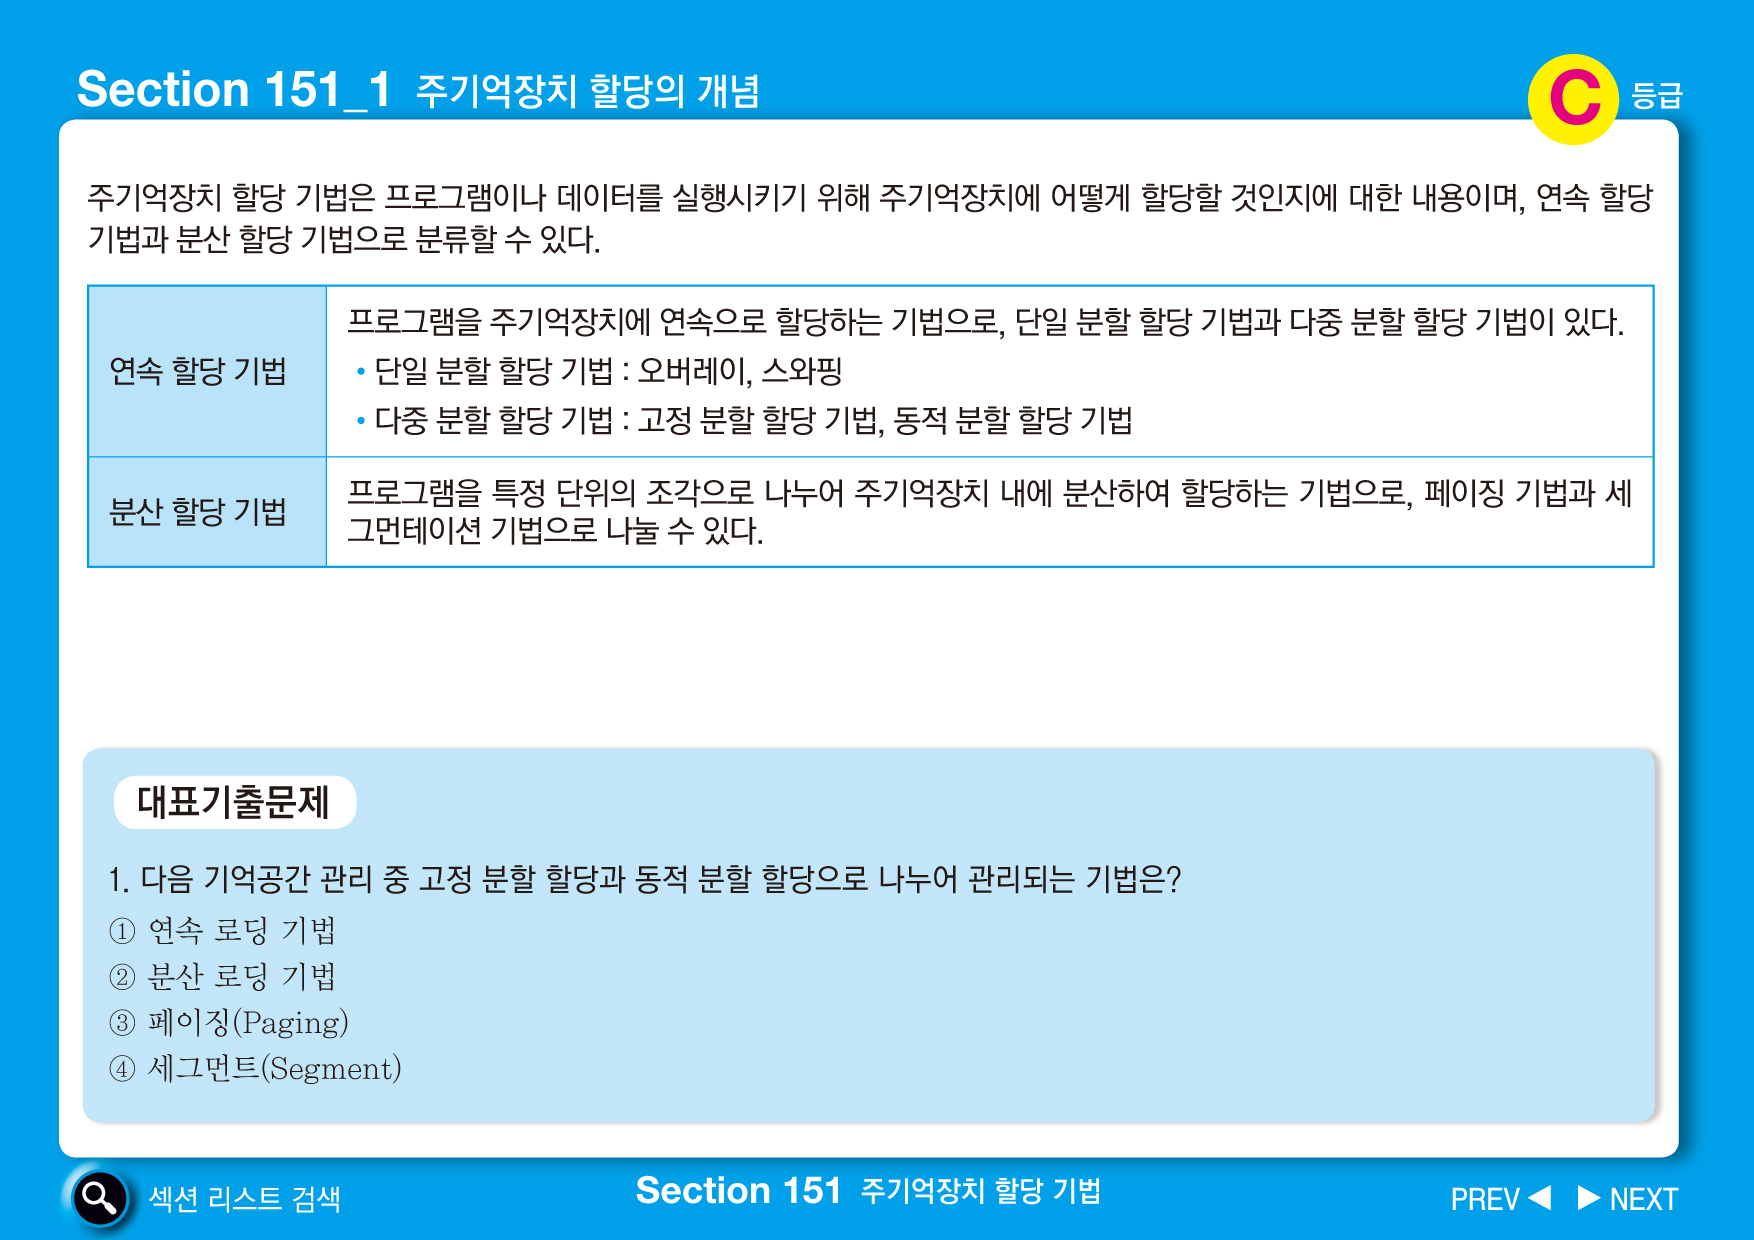 Section 151_1 주기억장치 할당의 개념
C 등급
주기억장치 할당 기법은 프로그램이나 데이터를 실행시키기 위해 주기억장치에 어떻게 할당할 것인지에 대한 내용이며, 연속 할당
기법과 분산 할당 기법으로 분류할 수 있다.
연속 할당 기법
프로그램을 주기억장치에 연속으로 할당하는 기법으로, 단일 분할 할당 기법과 다중 분할 할당 기법이 있다.
• 단일 분할 할당 기법 : 오버레이, 스와핑
• 다중 분할 할당 기법 : 고정 분할 할당 기법, 동적 분할 할당 기법
분산 할당 기법
프로그램을 특정 단위의 조각으로 나누어 주기억장치 내에 분산하여 할당하는 기법으로, 페이징 기법과 세
그먼테이션 기법으로 나눌 수 있다.
대표기출문제
1. 다음 기억공간 관리 중 고정 분할 할당과 동적 분할 할당으로 나누어 관리되는 기법은?
① 연속 로딩 기법
② 분산 로딩 기법
③ 페이징(Paging)
④ 세그먼트(Segment)
섹션 리스트 검색
Section 151 주기억장치 할당 기법
PREV ◀ ▶ NEXT